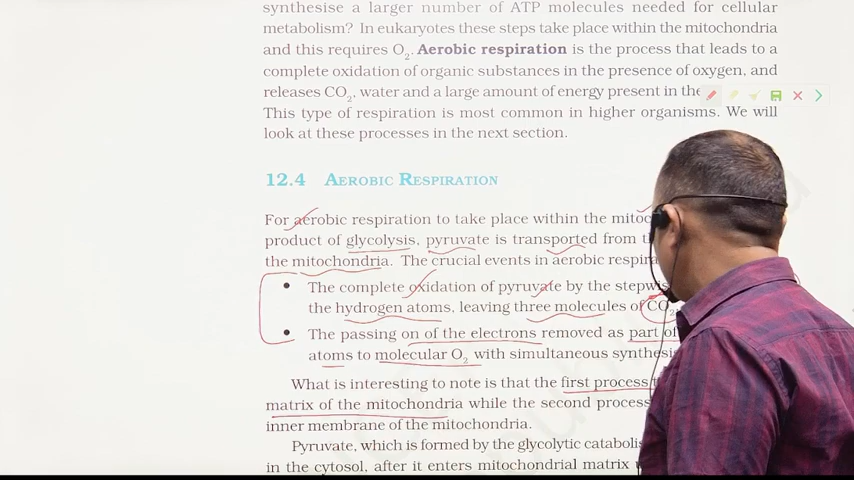 synthesise a larger number of ATP molecules needed for cellular
metabolism? In eukaryotes these steps take place within the mitochondria
and this requires O₂. Aerobic respiration is the process that leads to a
complete oxidation of organic substances in the presence of oxygen, and
releases CO₂, water and a large amount of energy present in the
This type of respiration is most common in higher organisms. We will
look at these processes in the next section.
12.4 AEROBIC RESPIRATION
For aerobic respiration to take place within the
product of glycolysis, pyruvate is transported from
the mitochondria. The crucial events in aerobic
• The complete oxidation of pyruvate by the
the hydrogen atoms, leaving three molecules of CO₂
• The passing on of the electrons removed as part of
atoms to molecular O₂ with simultaneous
What is interesting to note is that the first process
matrix of the mitochondria while the second process
inner membrane of the mitochondria.
Pyruvate, which is formed by the glycolytic
in the cytosol, after it enters mitochondrial matrix